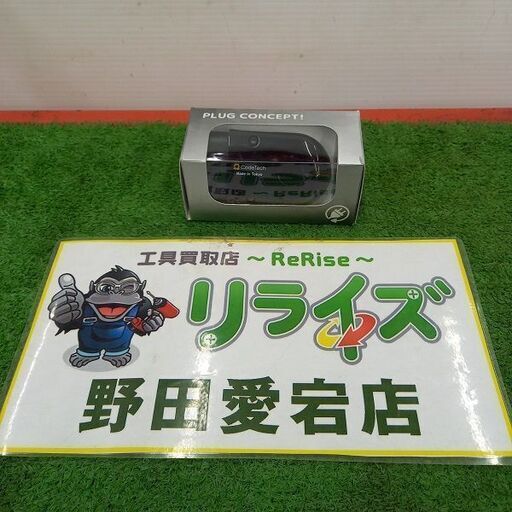 PLUG CONCEPT!
CodeTech
Made in Tokyo
工具買取店 ～ReRise～
リライズ
野田愛宕店